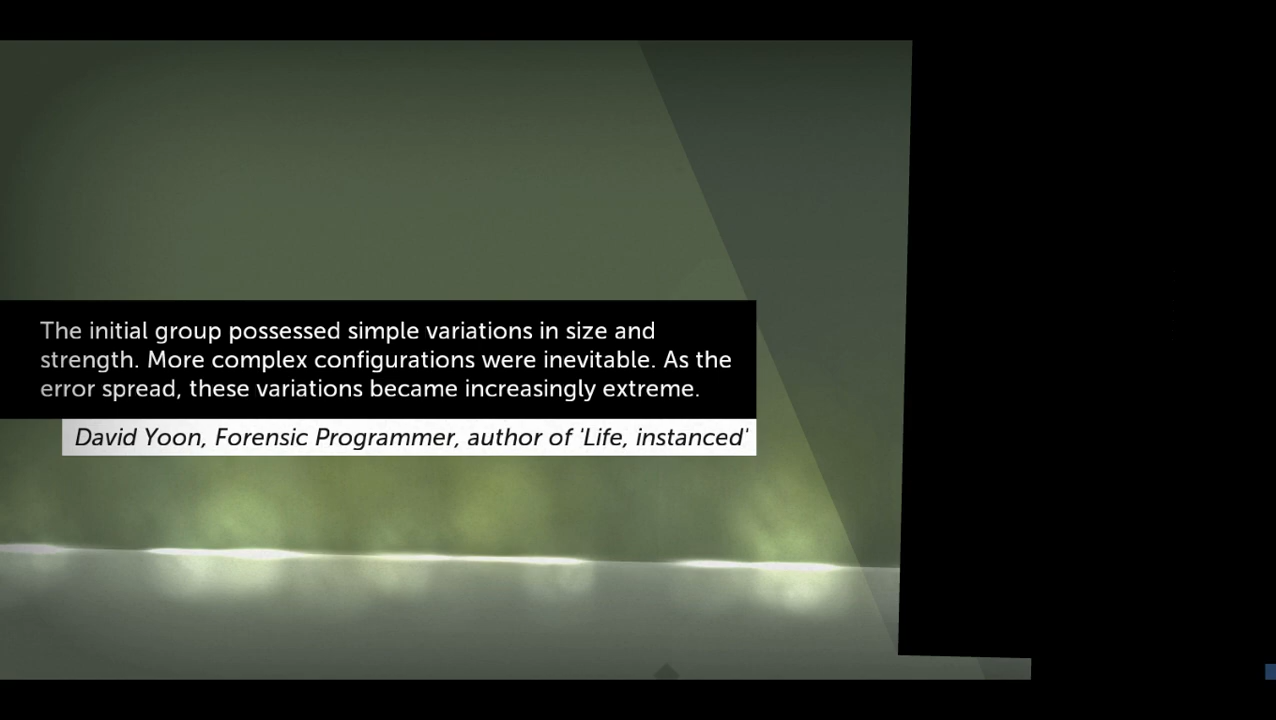 The initial group possessed simple variations in size and
strength. More complex configurations were inevitable. As the
error spread, these variations became increasingly extreme.
David Yoon, Forensic Programmer, author of 'Life, instanced'